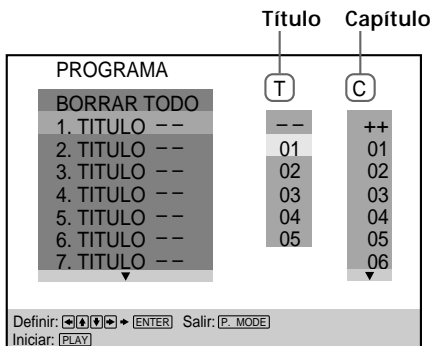 Título Capítulo
PROGRAMA
T C
BORRAR TODO
1. TITULO –– –– ++
2. TITULO –– 01 01
3. TITULO –– 02 02
4. TITULO –– 03 03
5. TITULO –– 04 04
6. TITULO –– 05 05
7. TITULO –– 06
Definir: ENTER Salir: P. MODE
Iniciar: PLAY